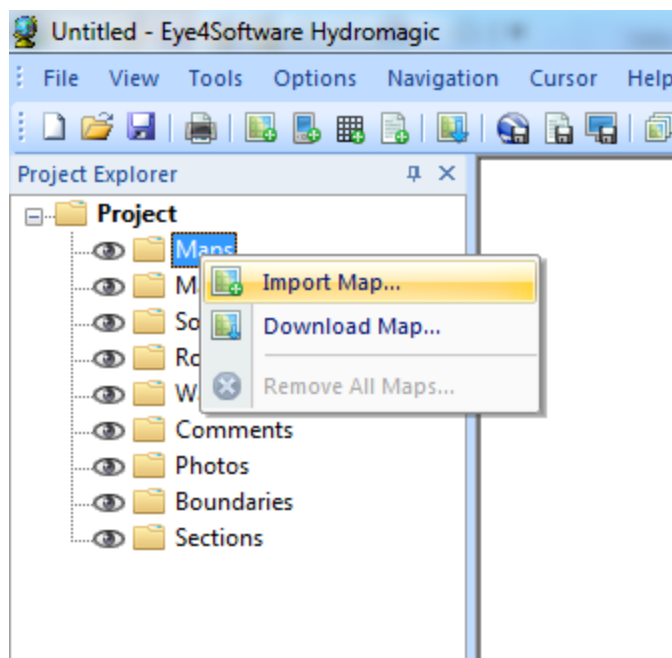 Untitled - Eye4Software Hydromagic
File View Tools Options Navigation Cursor Help
Project Explorer
Project
Maps
Import Map...
Download Map...
Remove All Maps...
Comments
Photos
Boundaries
Sections